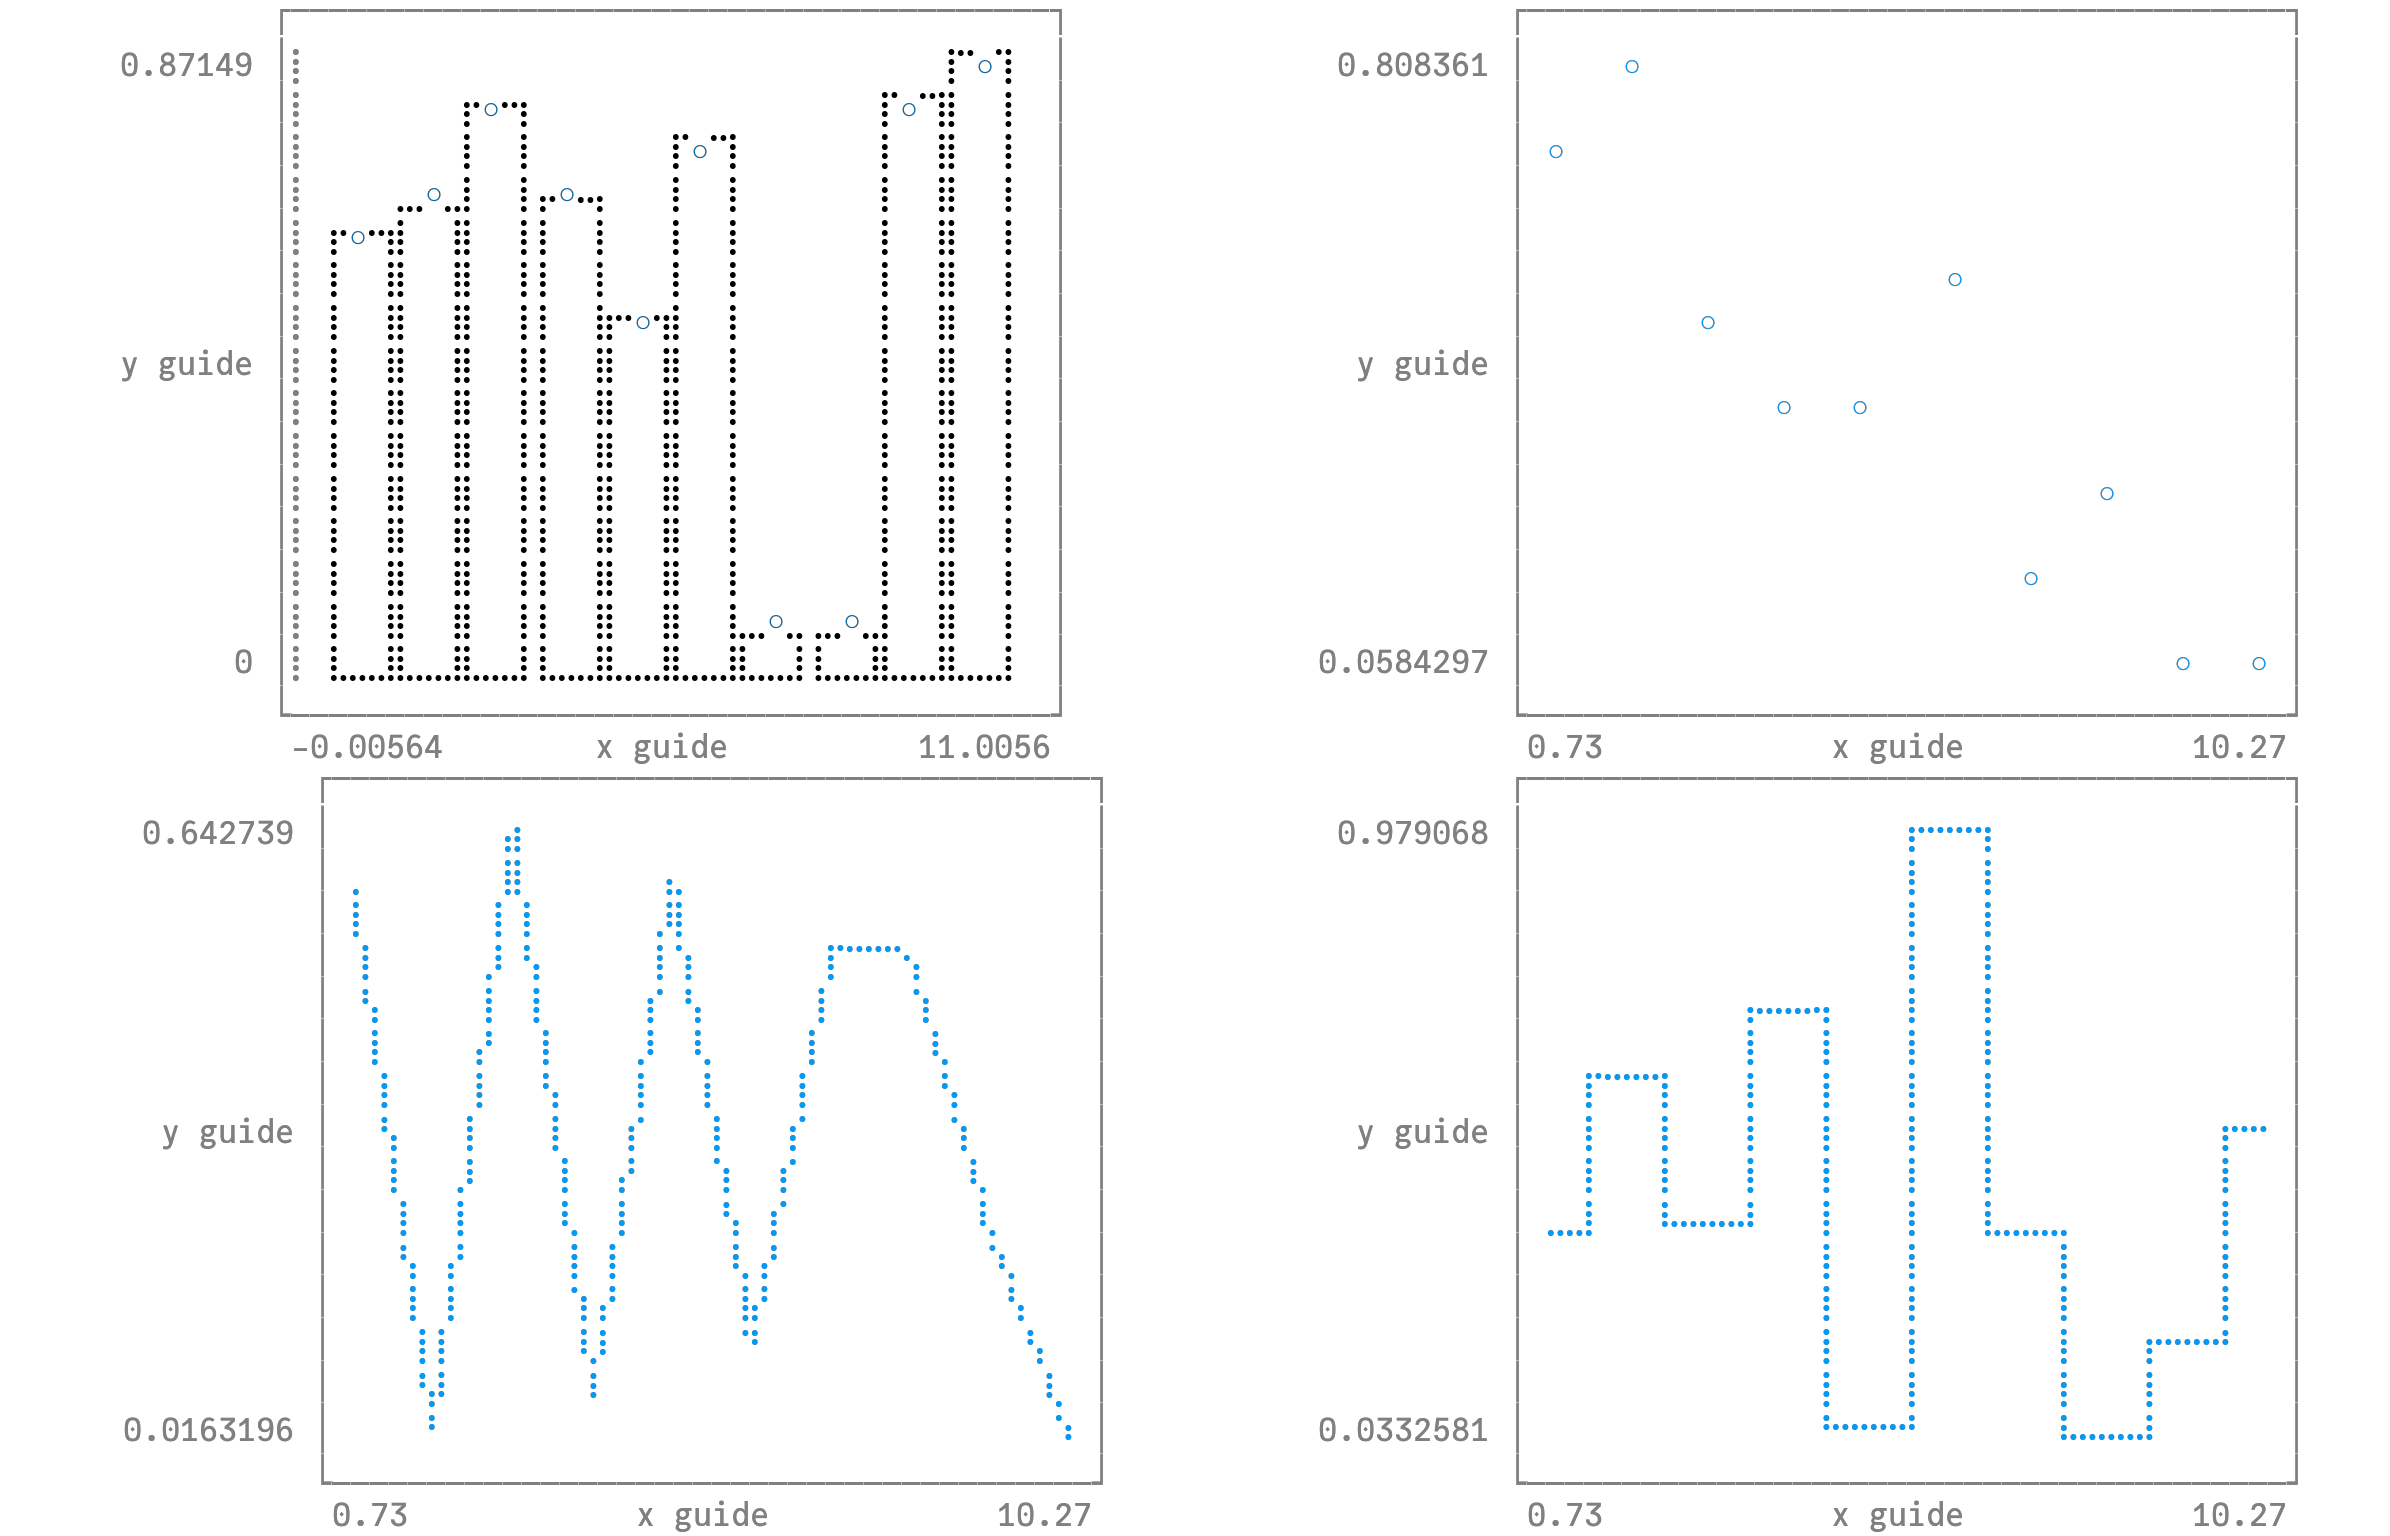 0.87149
y guide
0
-0.00564 x guide 11.0056
0.808361
y guide
0.0584297
0.73 x guide 10.27
0.642739
y guide
0.0163196
0.73 x guide 10.27
0.979068
y guide
0.0332581
0.73 x guide 10.27